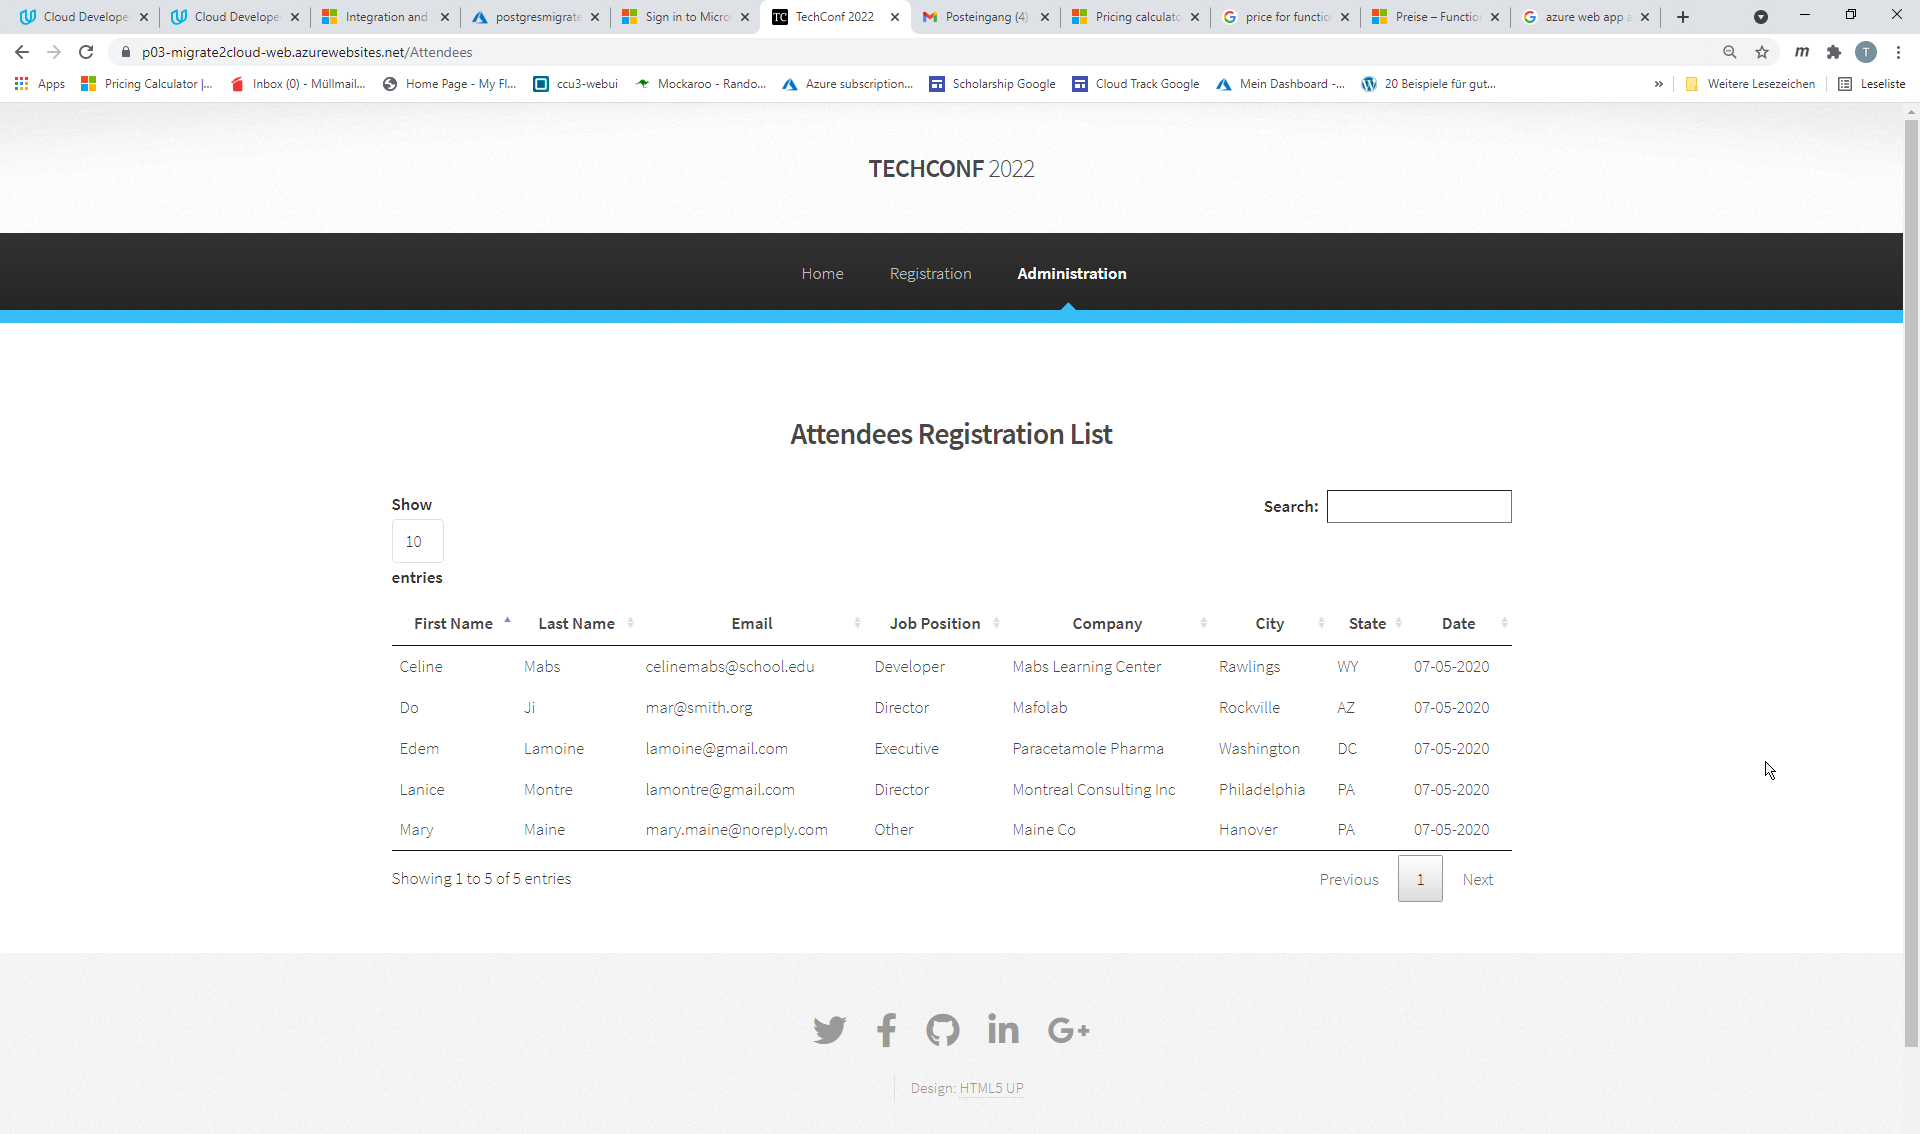 Cloud Develope
Cloud Develope
Integration and
postgresmigrate
Sign in to Micro
TC TechConf 2022
Posteingang (4)
Pricing calculato
price for functio
Preise – Functio
azure web app a
p03-migrate2cloud-web.azurewebsites.net/Attendees
m
T
Apps
Pricing Calculator |...
Inbox (0) - Müllmail...
Home Page - My Fl...
ccu3-webui
Mockaroo - Rando...
Azure subscription...
Scholarship Google
Cloud Track Google
Mein Dashboard -...
20 Beispiele für gut...
»
Weitere Lesezeichen
Leseliste
TECHCONF 2022
Home Registration Administration
Attendees Registration List
Show
10
entries
Search:
First Name Last Name Email Job Position Company City State Date
Celine Mabs celinemabs@school.edu Developer Mabs Learning Center Rawlings WY 07-05-2020
Do Ji mar@smith.org Director Mafolab Rockville AZ 07-05-2020
Edem Lamoine lamoine@gmail.com Executive Paracetamole Pharma Washington DC 07-05-2020
Lanice Montre lamontre@gmail.com Director Montreal Consulting Inc Philadelphia PA 07-05-2020
Mary Maine mary.maine@noreply.com Other Maine Co Hanover PA 07-05-2020
Showing 1 to 5 of 5 entries
Previous 1 Next
Design: HTML5 UP